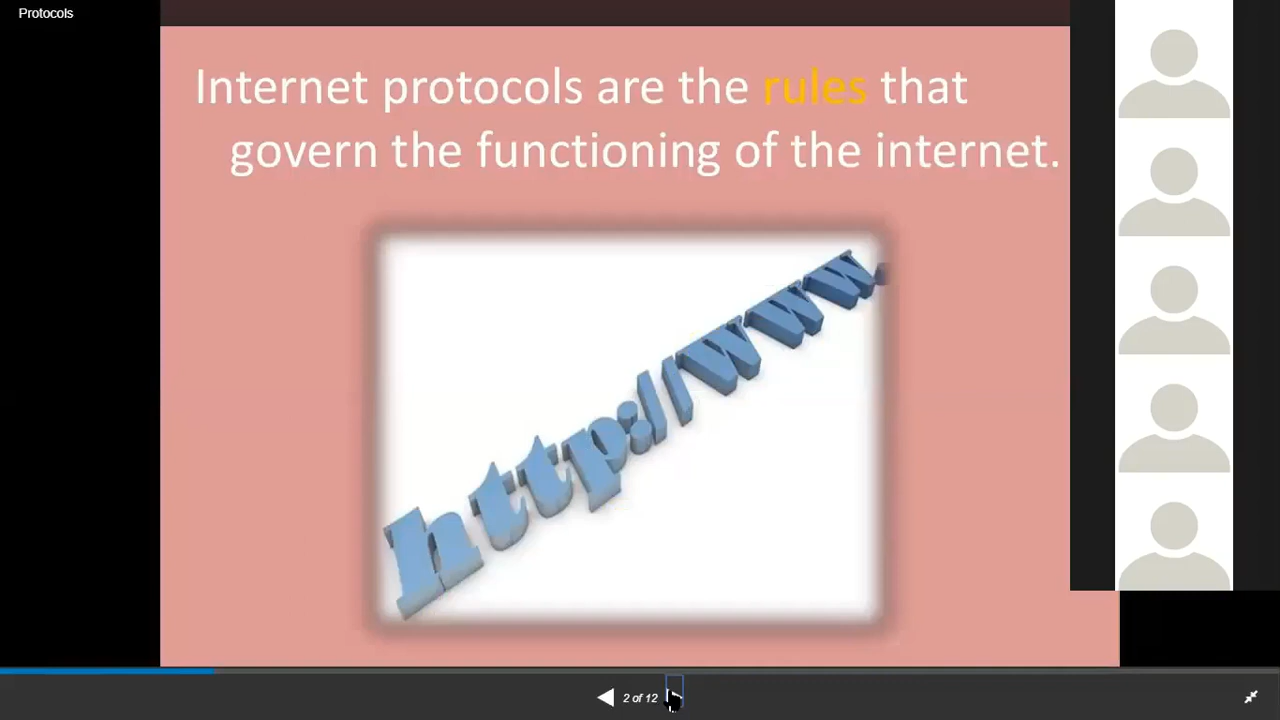 Protocols
Internet protocols are the rules that
govern the functioning of the internet.
http://www.
2 of 12